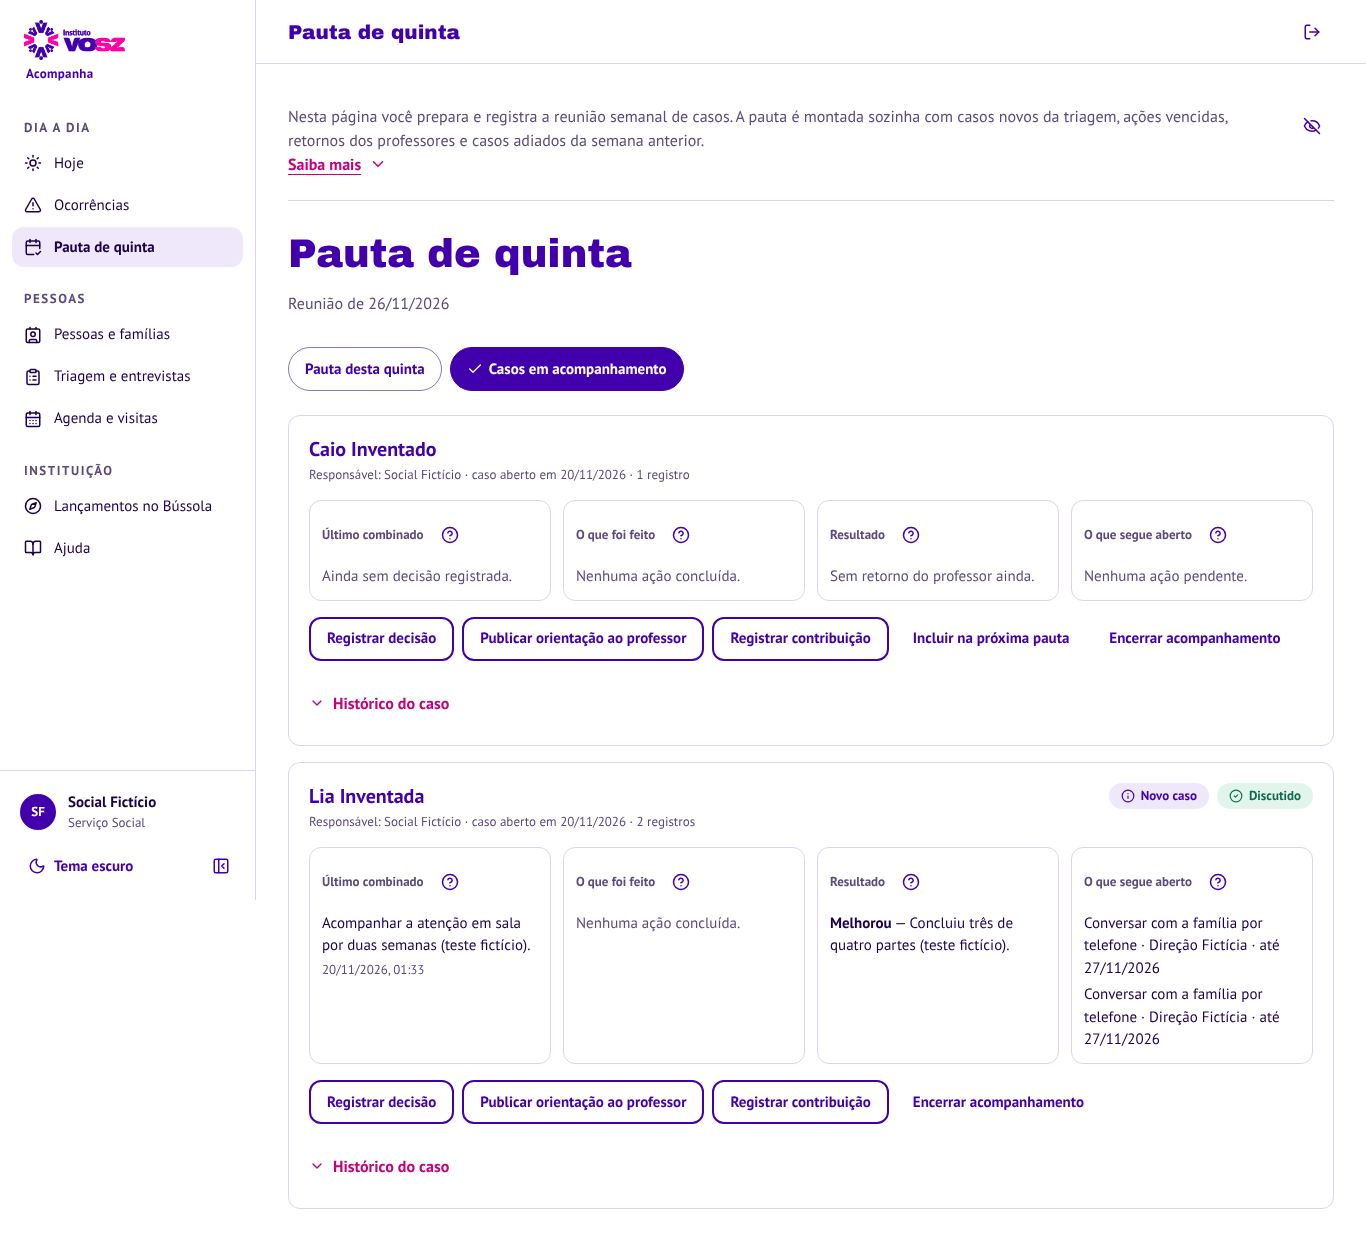 Instituto
VOSZ
Acompanha
DIA A DIA
Hoje
Ocorrências
Pauta de quinta
PESSOAS
Pessoas e famílias
Triagem e entrevistas
Agenda e visitas
INSTITUIÇÃO
Lançamentos no Bússola
Ajuda
SF
Social Fictício
Serviço Social
Tema escuro
Pauta de quinta
Nesta página você prepara e registra a reunião semanal de casos. A pauta é montada sozinha com casos novos da triagem, ações vencidas,
retornos dos professores e casos adiados da semana anterior.
Saiba mais
Pauta de quinta
Reunião de 26/11/2026
Pauta desta quinta
Casos em acompanhamento
Caio Inventado
Responsável: Social Fictício · caso aberto em 20/11/2026 · 1 registro
Último combinado
Ainda sem decisão registrada.
O que foi feito
Nenhuma ação concluída.
Resultado
Sem retorno do professor ainda.
O que segue aberto
Nenhuma ação pendente.
Registrar decisão
Publicar orientação ao professor
Registrar contribuição
Incluir na próxima pauta
Encerrar acompanhamento
Histórico do caso
Lia Inventada
Novo caso
Discutido
Responsável: Social Fictício · caso aberto em 20/11/2026 · 2 registros
Último combinado
Acompanhar a atenção em sala
por duas semanas (teste fictício).
20/11/2026, 01:33
O que foi feito
Nenhuma ação concluída.
Resultado
Melhorou — Concluiu três de
quatro partes (teste fictício).
O que segue aberto
Conversar com a família por
telefone · Direção Fictícia · até
27/11/2026
Conversar com a família por
telefone · Direção Fictícia · até
27/11/2026
Registrar decisão
Publicar orientação ao professor
Registrar contribuição
Encerrar acompanhamento
Histórico do caso